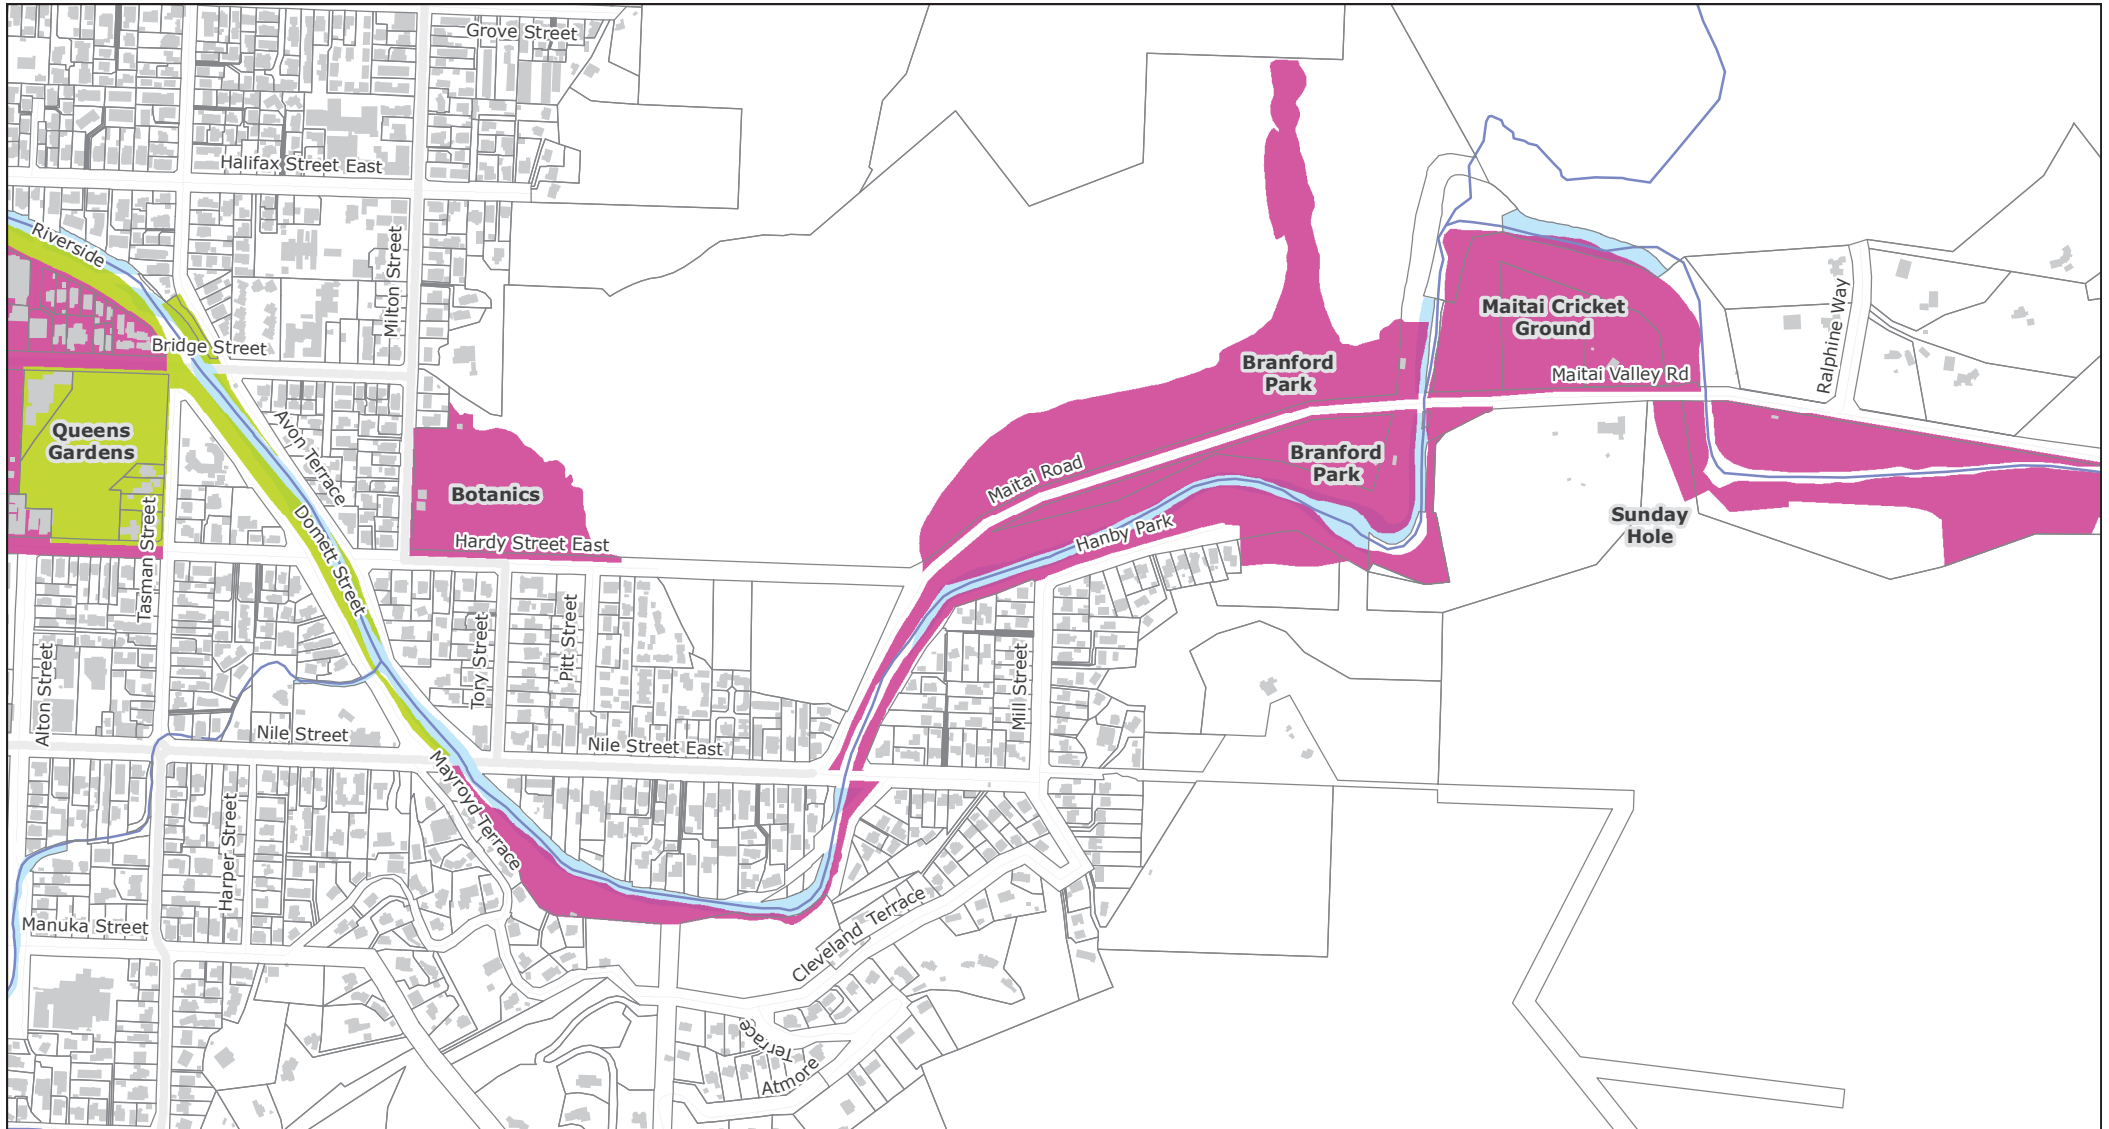 Grove Street
Halifax Street East
Riverside
Milton Street
Bridge Street
Maitai Cricket
Ground
Ralphine Way
Maitai Valley Rd
Branford
Park
Queens
Gardens
Avon Terrace
Botanics
Maitai Road
Branford
Park
Hanby Park
Sunday
Hole
Domett Street
Hardy Street East
Tasman Street
Alton Street
Tory Street
Pitt Street
Mill Street
Nile Street
Nile Street East
Mayroyd Terrace
Harper Street
Manuka Street
Cleveland Terrace
Atmore
Terrace